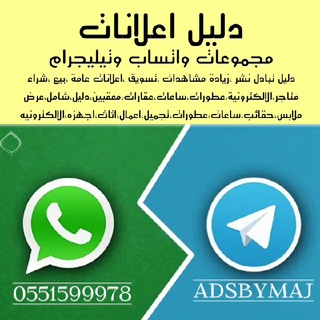 دليل اعلانات
مجموعات واتساب وتيليجرام
دليل تبادل نشر ،زيادة مشاهدات ،تسويق ،اعلانات عامة ،بيع ،شراء
متاجر،الالكترونية،عطورات،ساعات،عقارات،معقبين،دليل،شامل،عرض
ملابس،حقائب،ساعات،عطورات،تجميل،اعمال،اثاث،اجهزه،الالكترونيه
0551599978
ADSBYMAJ